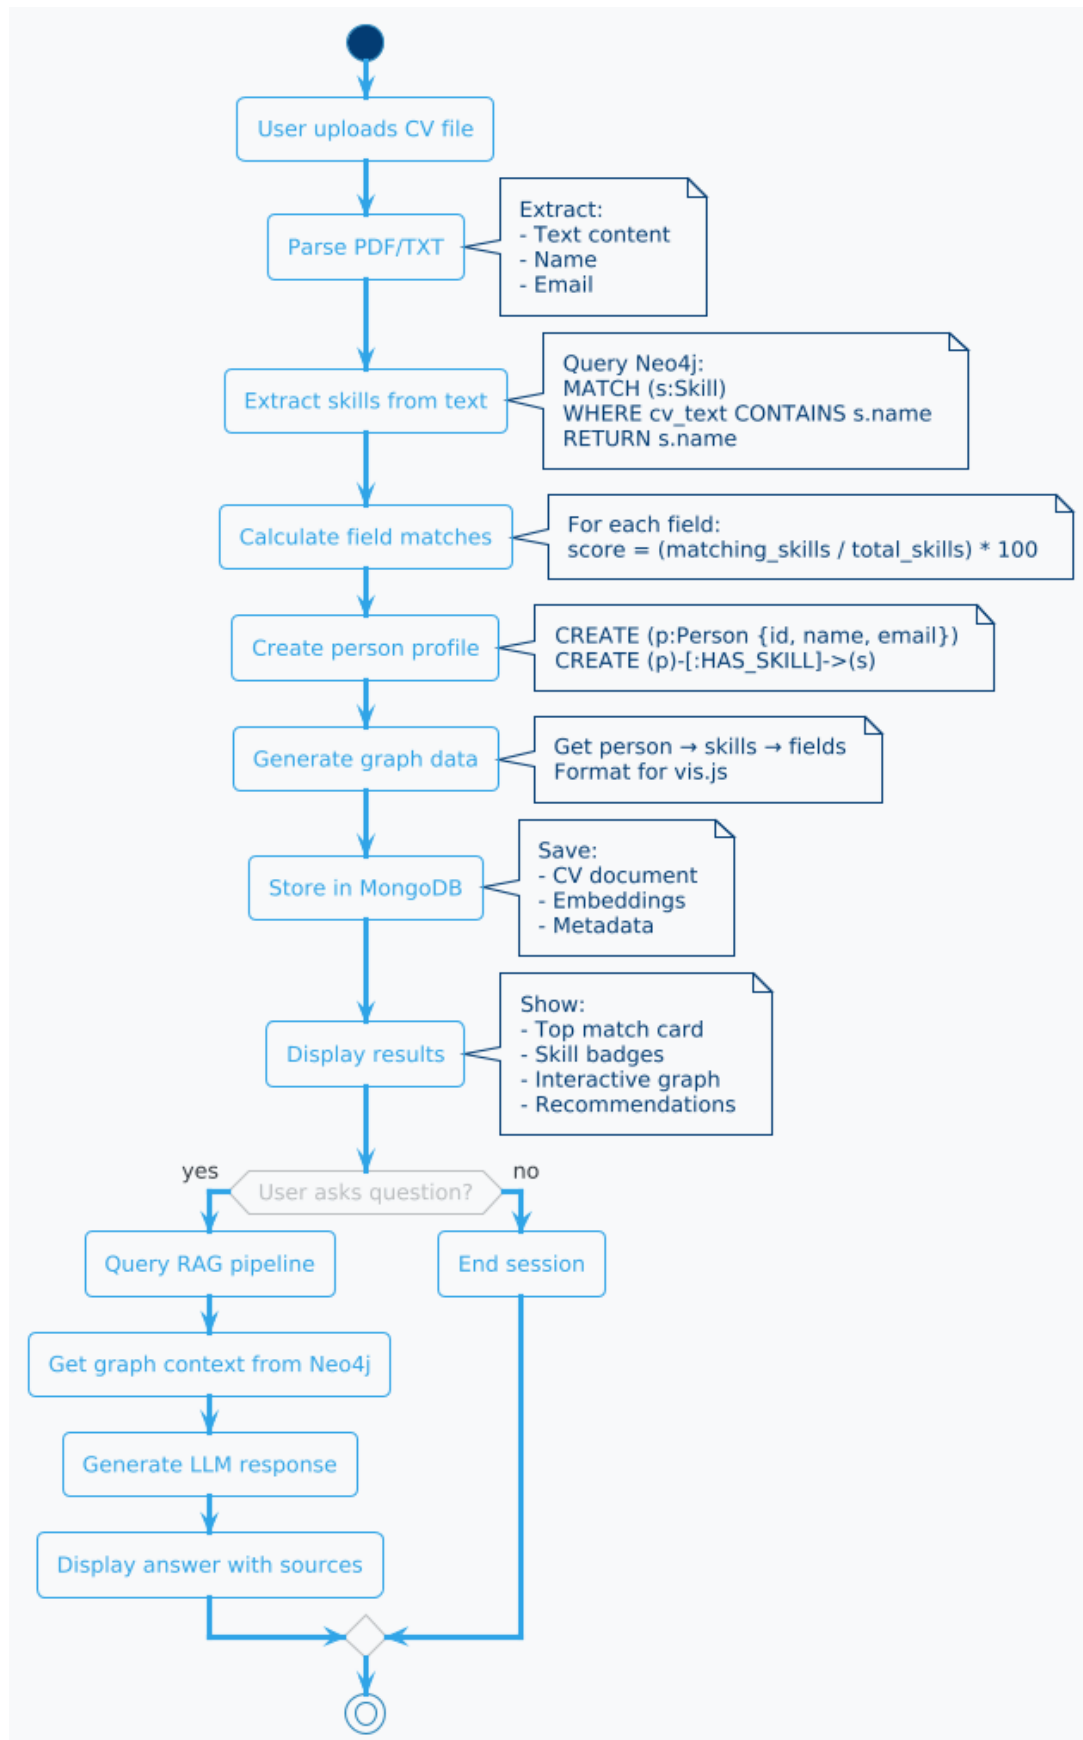 User uploads CV file
Parse PDF/TXT
Extract:
- Text content
- Name
- Email
Extract skills from text
Query Neo4j:
MATCH (s:Skill)
WHERE cv_text CONTAINS s.name
RETURN s.name
Calculate field matches
For each field:
score = (matching_skills / total_skills) * 100
Create person profile
CREATE (p:Person {id, name, email})
CREATE (p)-[:HAS_SKILL]->(s)
Generate graph data
Get person → skills → fields
Format for vis.js
Store in MongoDB
Save:
- CV document
- Embeddings
- Metadata
Display results
Show:
- Top match card
- Skill badges
- Interactive graph
- Recommendations
yes
User asks question?
no
Query RAG pipeline
End session
Get graph context from Neo4j
Generate LLM response
Display answer with sources